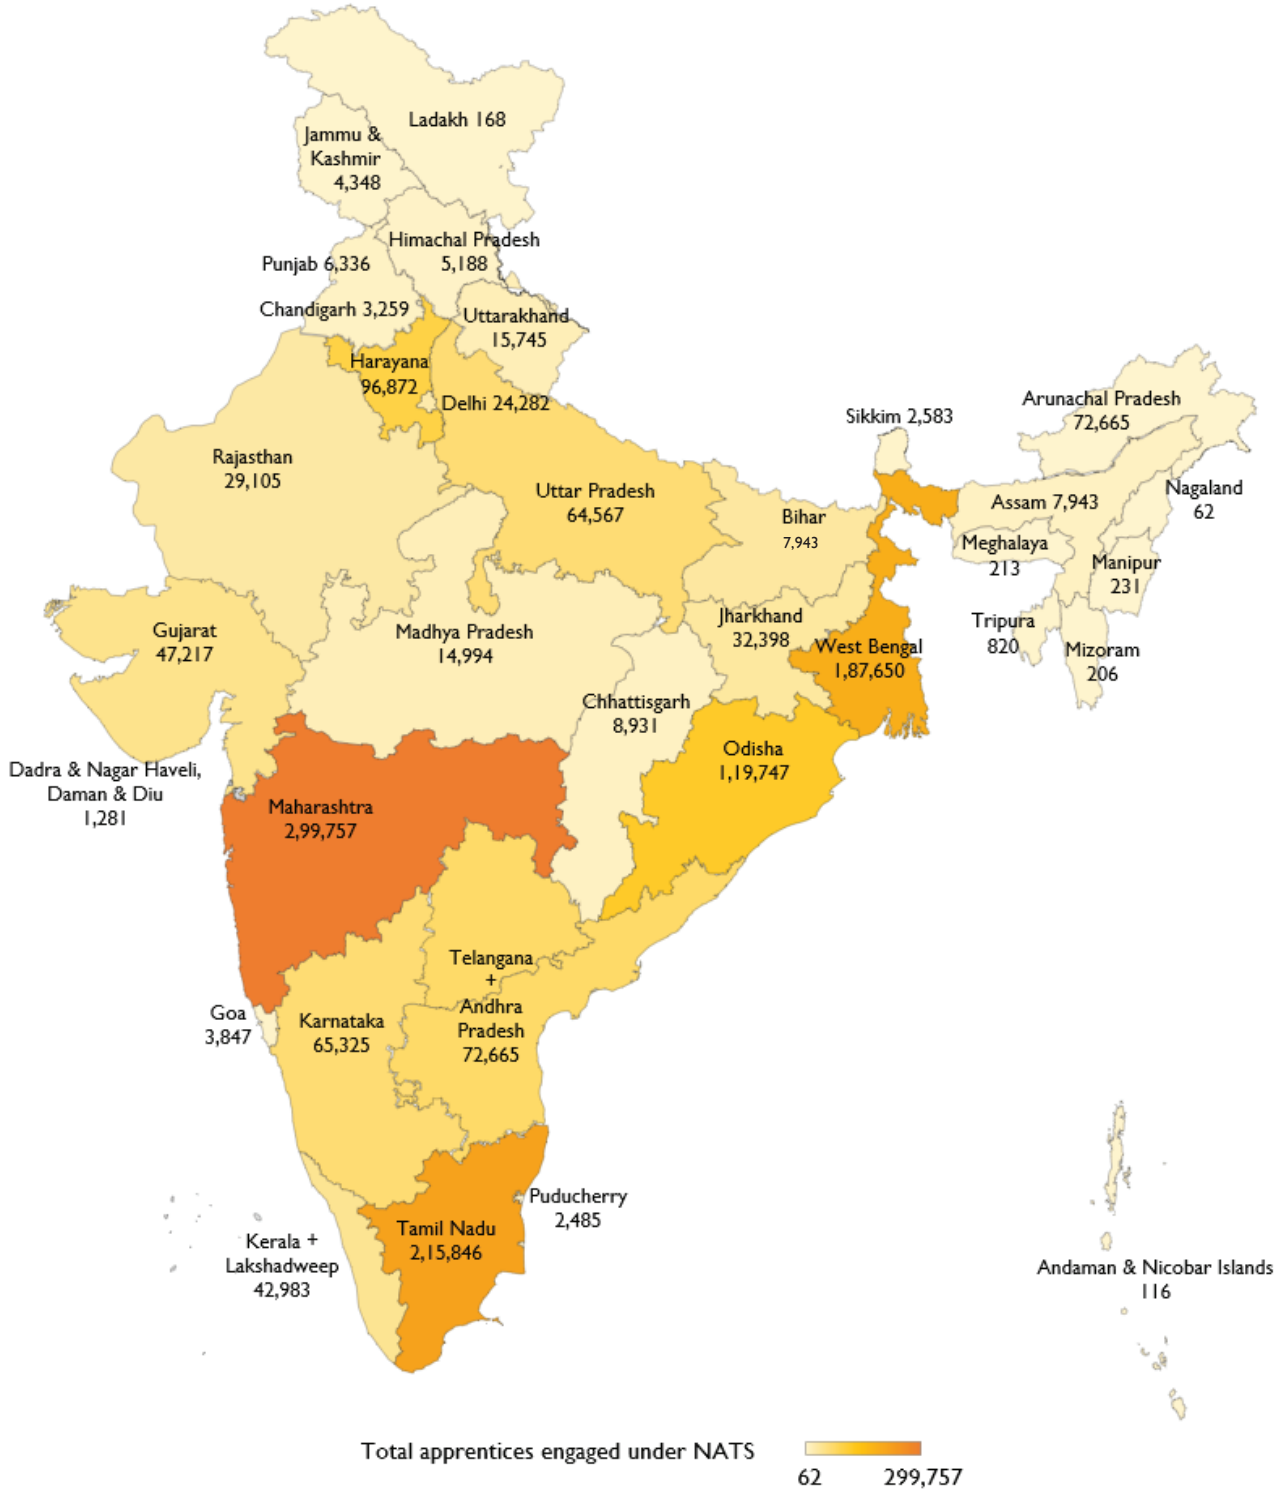 Ladakh 168
Jammu &
Kashmir
4,348
Himachal Pradesh
5,188
Punjab 6,336
Chandigarh 3,259
Uttarakhand
15,745
Harayana
96,872
Delhi 24,282
Rajasthan
29,105
Uttar Pradesh
64,567
Bihar
7,943
Sikkim 2,583
Arunachal Pradesh
72,665
Assam 7,943
Nagaland
62
Meghalaya
213
Manipur
231
Tripura
820
Mizoram
206
Gujarat
47,217
Madhya Pradesh
14,994
Jharkhand
32,398
West Bengal
1,87,650
Chhattisgarh
8,931
Odisha
1,19,747
Dadra & Nagar Haveli,
Daman & Diu
1,281
Maharashtra
2,99,757
Telangana
+
Andhra
Pradesh
72,665
Goa
3,847
Karnataka
65,325
Puducherry
2,485
Tamil Nadu
2,15,846
Kerala +
Lakshadweep
42,983
Andaman & Nicobar Islands
116
Total apprentices engaged under NATS
62 299,757